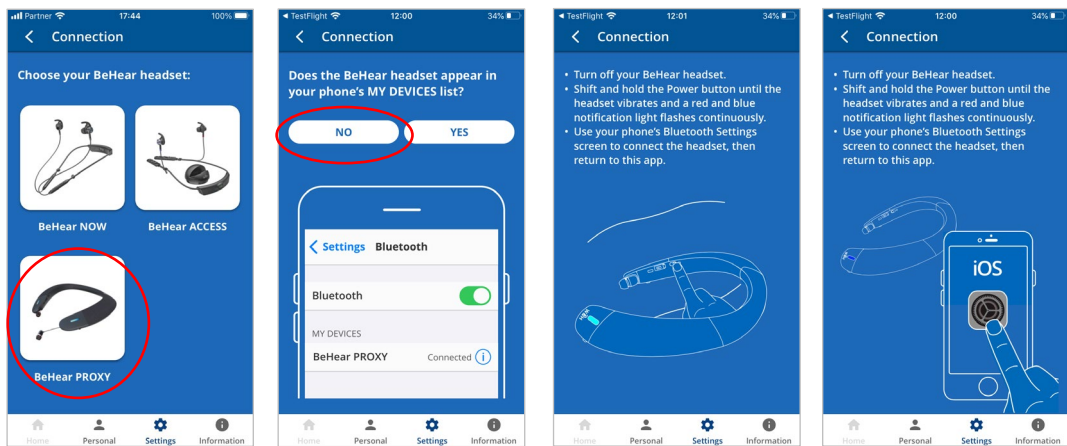 Partner 17:44 100%
Connection
Choose your BeHear headset:
BeHear NOW BeHear ACCESS
BeHear PROXY
Home Personal Settings Information
TestFlight 12:00 34%
Connection
Does the BeHear headset appear in
your phone's MY DEVICES list?
NO YES
Settings Bluetooth
Bluetooth
MY DEVICES
BeHear PROXY Connected i
Home Personal Settings Information
TestFlight 12:01 34%
Connection
• Turn off your BeHear headset.
• Shift and hold the Power button until the
headset vibrates and a red and blue
notification light flashes continuously.
• Use your phone's Bluetooth Settings
screen to connect the headset, then
return to this app.
Home Personal Settings Information
TestFlight 12:00 34%
Connection
• Turn off your BeHear headset.
• Shift and hold the Power button until the
headset vibrates and a red and blue
notification light flashes continuously.
• Use your phone's Bluetooth Settings
screen to connect the headset, then
return to this app.
iOS
Home Personal Settings Information